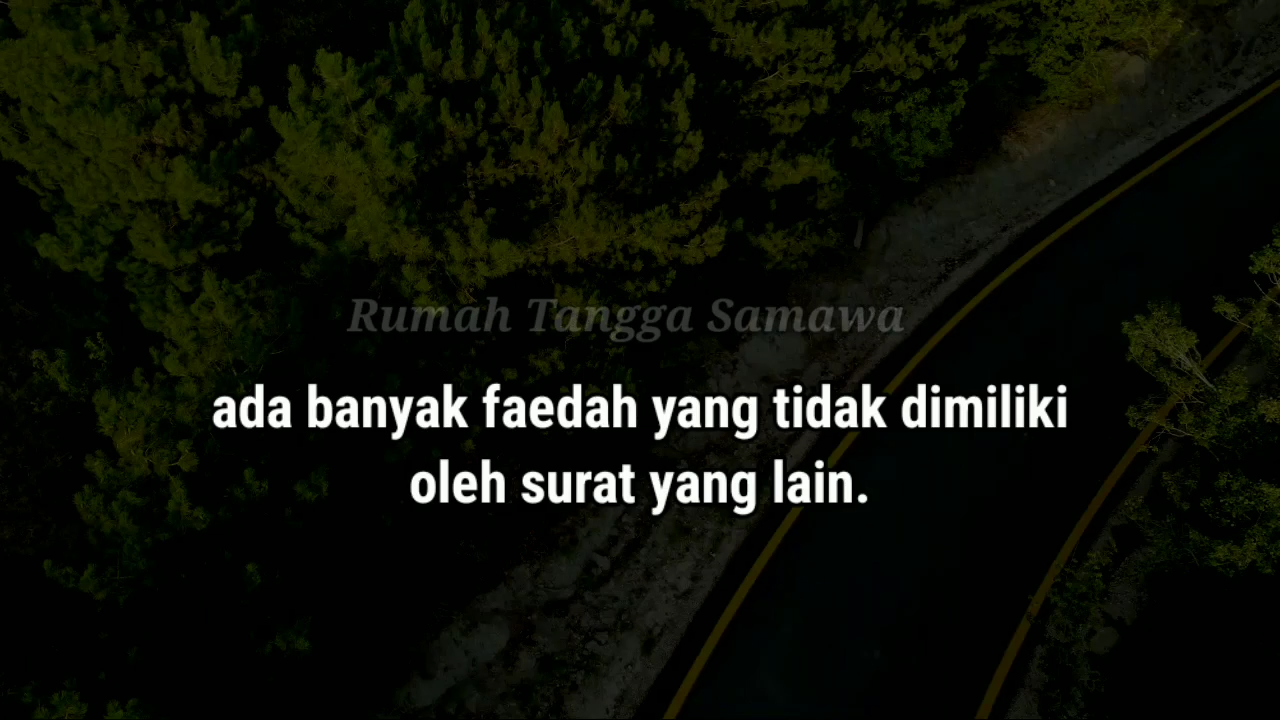 Rumah Tangga Samawa
ada banyak faedah yang tidak dimiliki
oleh surat yang lain.